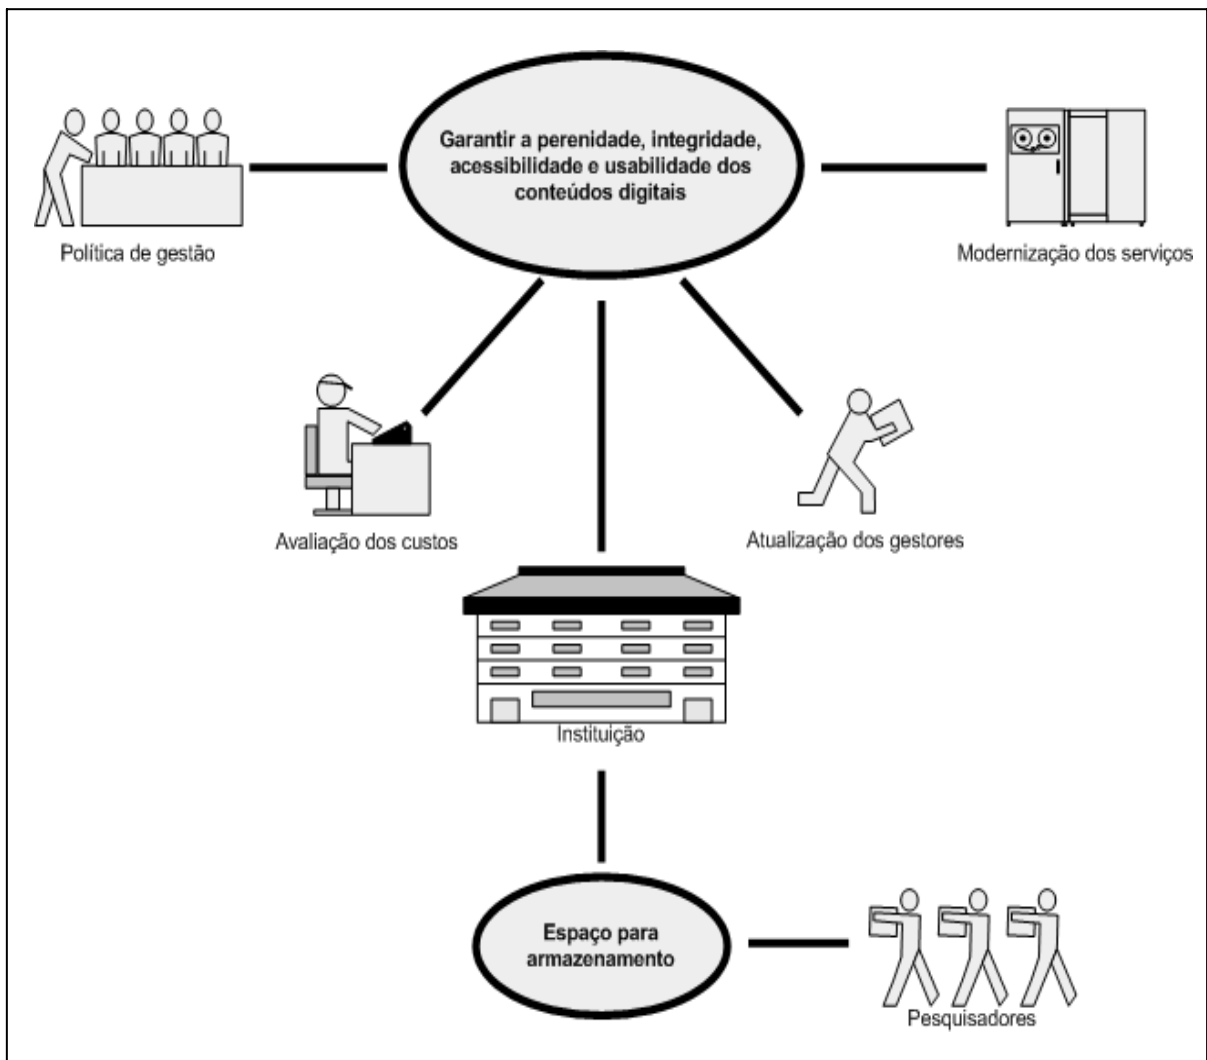 Garantir a perenidade, integridade,
acessibilidade e usabilidade dos
conteúdos digitais
Política de gestão
Modernização dos serviços
Avaliação dos custos
Atualização dos gestores
Instituição
Espaço para
armazenamento
Pesquisadores